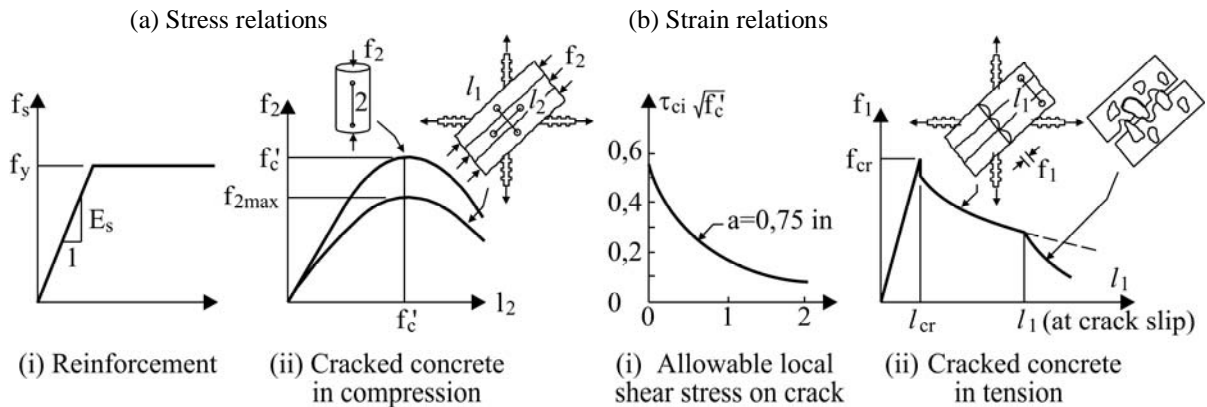 (a) Stress relations
(b) Strain relations
f_s
f_y
E_s
1
f_2
f_c'
f_2max
f_2
2
l_1
l_2
f_2
f_c'
l_2
τ_ci √f_c'
0,6
0,4
0,2
0
a=0,75 in
0
1
2
f_1
f_cr
l_1
f_1
l_1
l_cr
l_1 (at crack slip)
(i) Reinforcement
(ii) Cracked concrete
in compression
(i) Allowable local
shear stress on crack
(ii) Cracked concrete
in tension